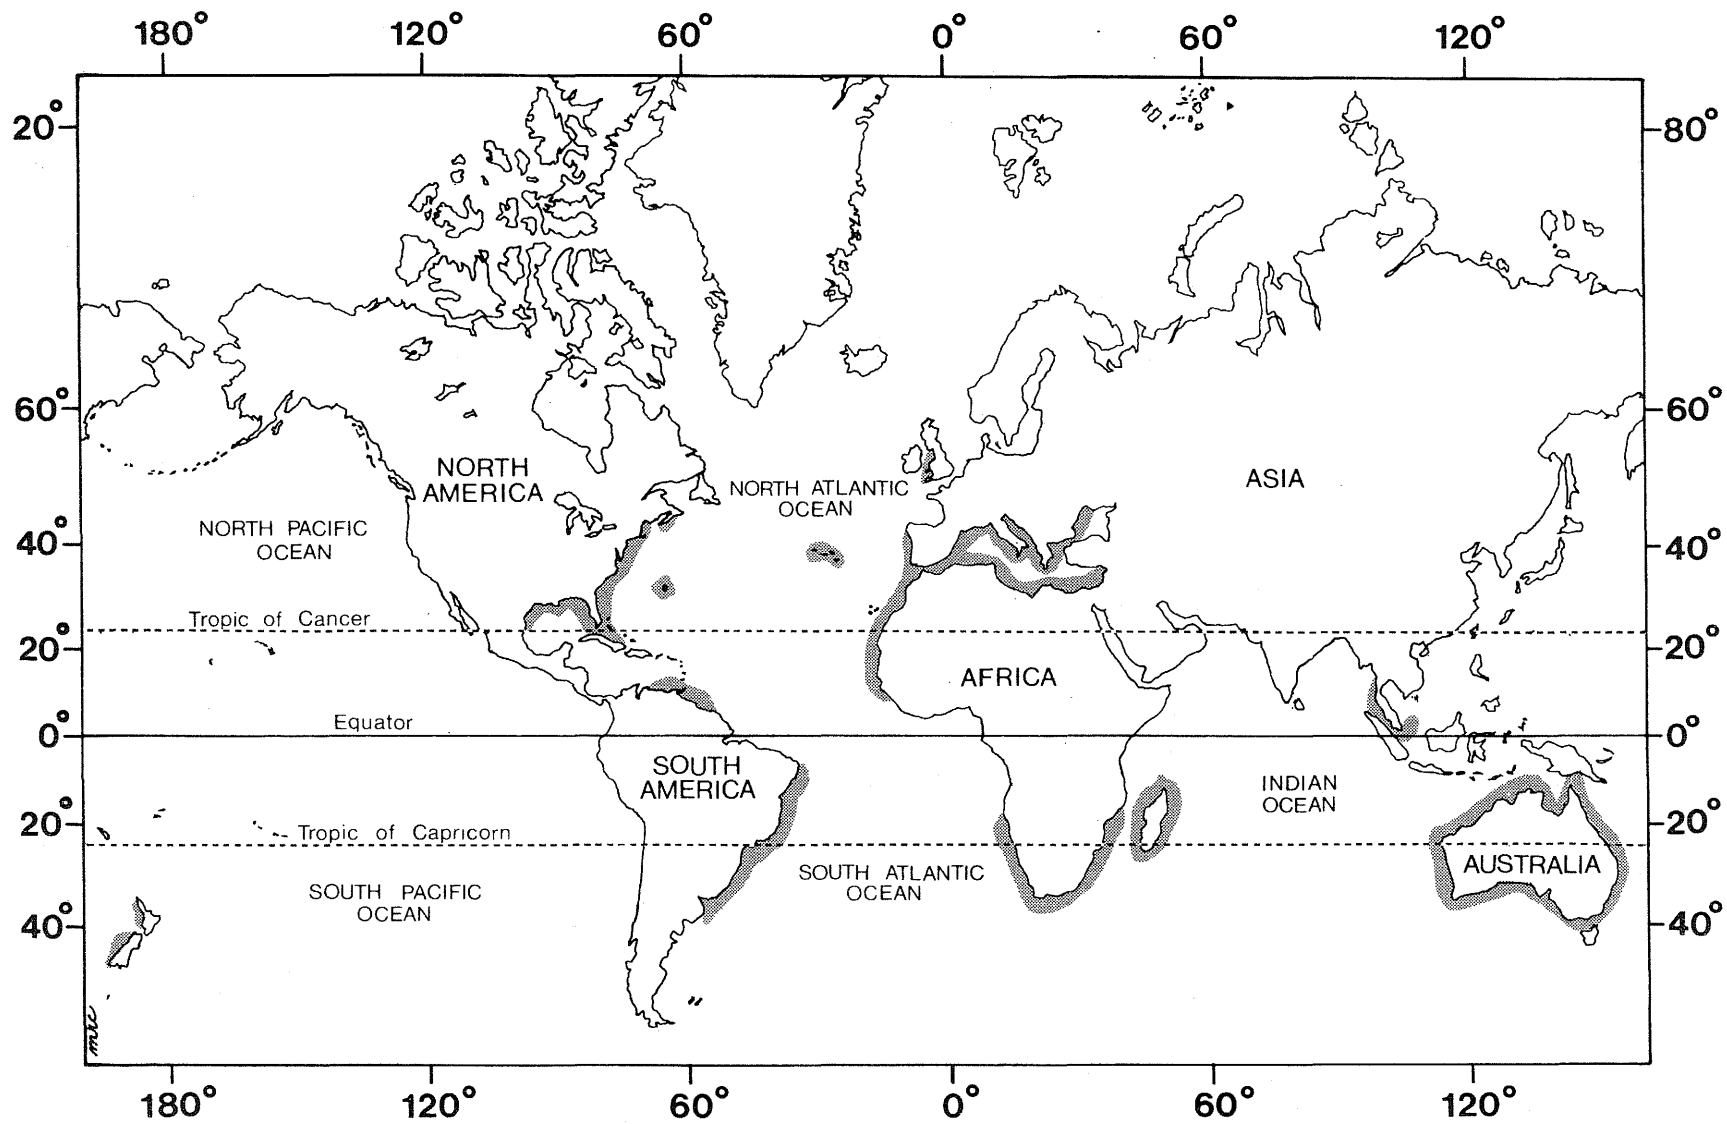 180° 120° 60° 0° 60° 120°
20° 80°
60° 60°
NORTH
AMERICA
ASIA
NORTH ATLANTIC
OCEAN
NORTH PACIFIC
OCEAN
40° 40°
Tropic of Cancer
20° 20°
AFRICA
Equator
0° 0°
SOUTH
AMERICA
INDIAN
OCEAN
20° 20°
Tropic of Capricorn
AUSTRALIA
SOUTH ATLANTIC
OCEAN
SOUTH PACIFIC
OCEAN
40° 40°
mrc
180° 120° 60° 0° 60° 120°